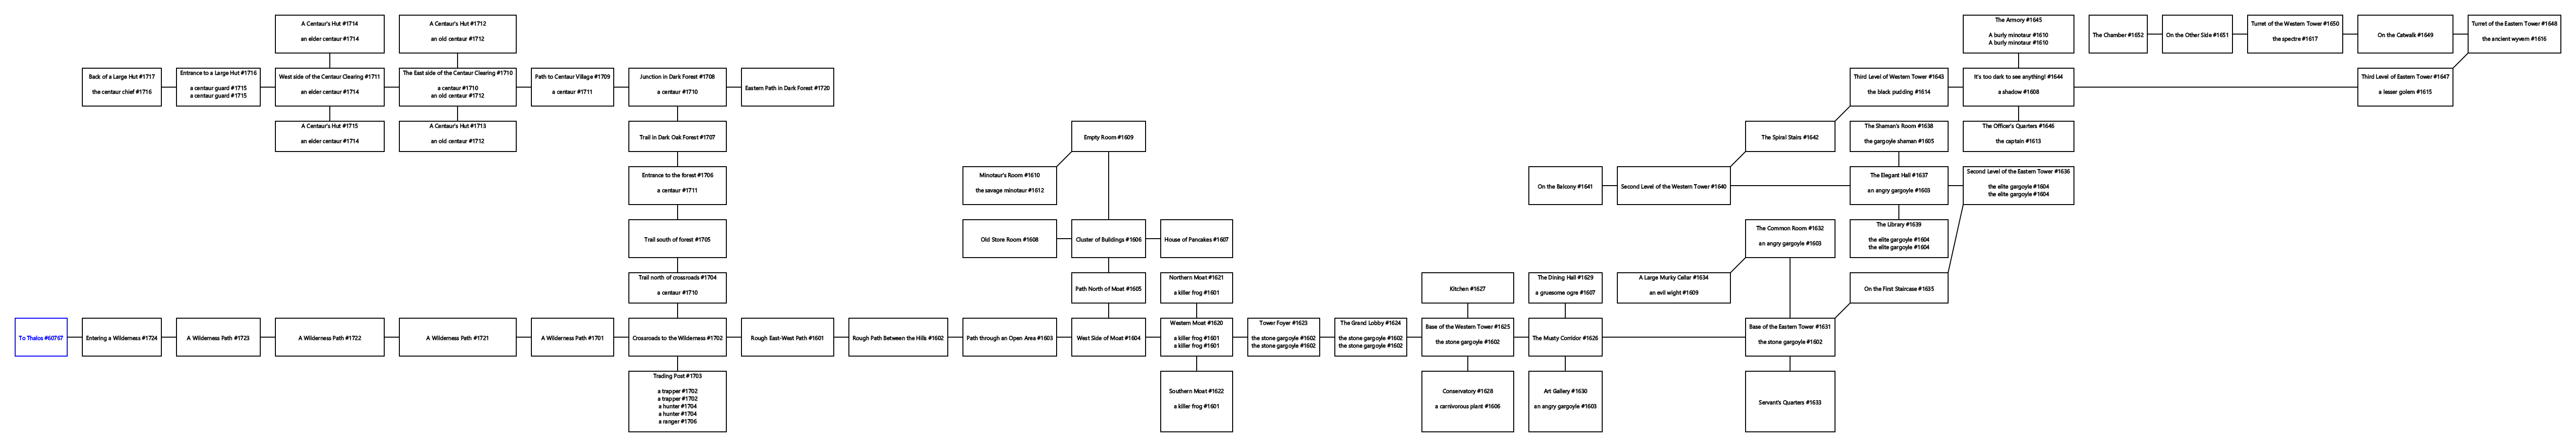 A Centaur's Hut #1714
an elder centaur #1714
A Centaur's Hut #1712
an old centaur #1712
The Armory #1645
A burly minotaur #1610
A burly minotaur #1610
The Chamber #1652
On the Other Side #1651
Turret of the Western Tower #1650
the spectre #1617
On the Catwalk #1649
Turret of the Eastern Tower #1648
the ancient wyvern #1616
Back of a Large Hut #1717
the centaur chief #1716
Entrance to a Large Hut #1716
a centaur guard #1715
a centaur guard #1715
West side of the Centaur Clearing #1711
an elder centaur #1714
The East side of the Centaur Clearing #1710
a centaur #1710
an old centaur #1712
Path to Centaur Village #1709
a centaur #1711
Junction in Dark Forest #1708
a centaur #1710
Eastern Path in Dark Forest #1720
Third Level of Western Tower #1643
the black pudding #1614
It's too dark to see anything! #1644
a shadow #1608
Third Level of Eastern Tower #1647
a lesser golem #1615
A Centaur's Hut #1715
an elder centaur #1714
A Centaur's Hut #1713
an old centaur #1712
Trail in Dark Oak Forest #1707
Empty Room #1609
The Spiral Stairs #1642
The Shaman's Room #1638
the gargoyle shaman #1605
The Officer's Quarters #1646
the captain #1613
Entrance to the forest #1706
a centaur #1711
Minotaur's Room #1610
the savage minotaur #1612
On the Balcony #1641
Second Level of the Western Tower #1640
The Elegant Hall #1637
an angry gargoyle #1603
Second Level of the Eastern Tower #1636
the elite gargoyle #1604
the elite gargoyle #1604
Trail south of forest #1705
Old Store Room #1608
Cluster of Buildings #1606
House of Pancakes #1607
The Common Room #1632
an angry gargoyle #1603
The Library #1639
the elite gargoyle #1604
the elite gargoyle #1604
Trail north of crossroads #1704
a centaur #1710
Path North of Moat #1605
Northern Moat #1621
a killer frog #1601
Kitchen #1627
The Dining Hall #1629
a gruesome ogre #1607
A Large Murky Cellar #1634
an evil wight #1609
On the First Staircase #1635
To Thalos #60767
Entering a Wilderness #1724
A Wilderness Path #1723
A Wilderness Path #1722
A Wilderness Path #1721
A Wilderness Path #1701
Crossroads to the Wilderness #1702
Rough East-West Path #1601
Rough Path Between the Hills #1602
Path through an Open Area #1603
West Side of Moat #1604
Western Moat #1620
a killer frog #1601
a killer frog #1601
Tower Foyer #1623
the stone gargoyle #1602
the stone gargoyle #1602
The Grand Lobby #1624
the stone gargoyle #1602
the stone gargoyle #1602
Base of the Western Tower #1625
the stone gargoyle #1602
The Musty Corridor #1626
Base of the Eastern Tower #1631
the stone gargoyle #1602
Trading Post #1703
a trapper #1702
a trapper #1702
a hunter #1704
a hunter #1704
a ranger #1706
Southern Moat #1622
a killer frog #1601
Conservatory #1628
a carnivorous plant #1606
Art Gallery #1630
an angry gargoyle #1603
Servant's Quarters #1633